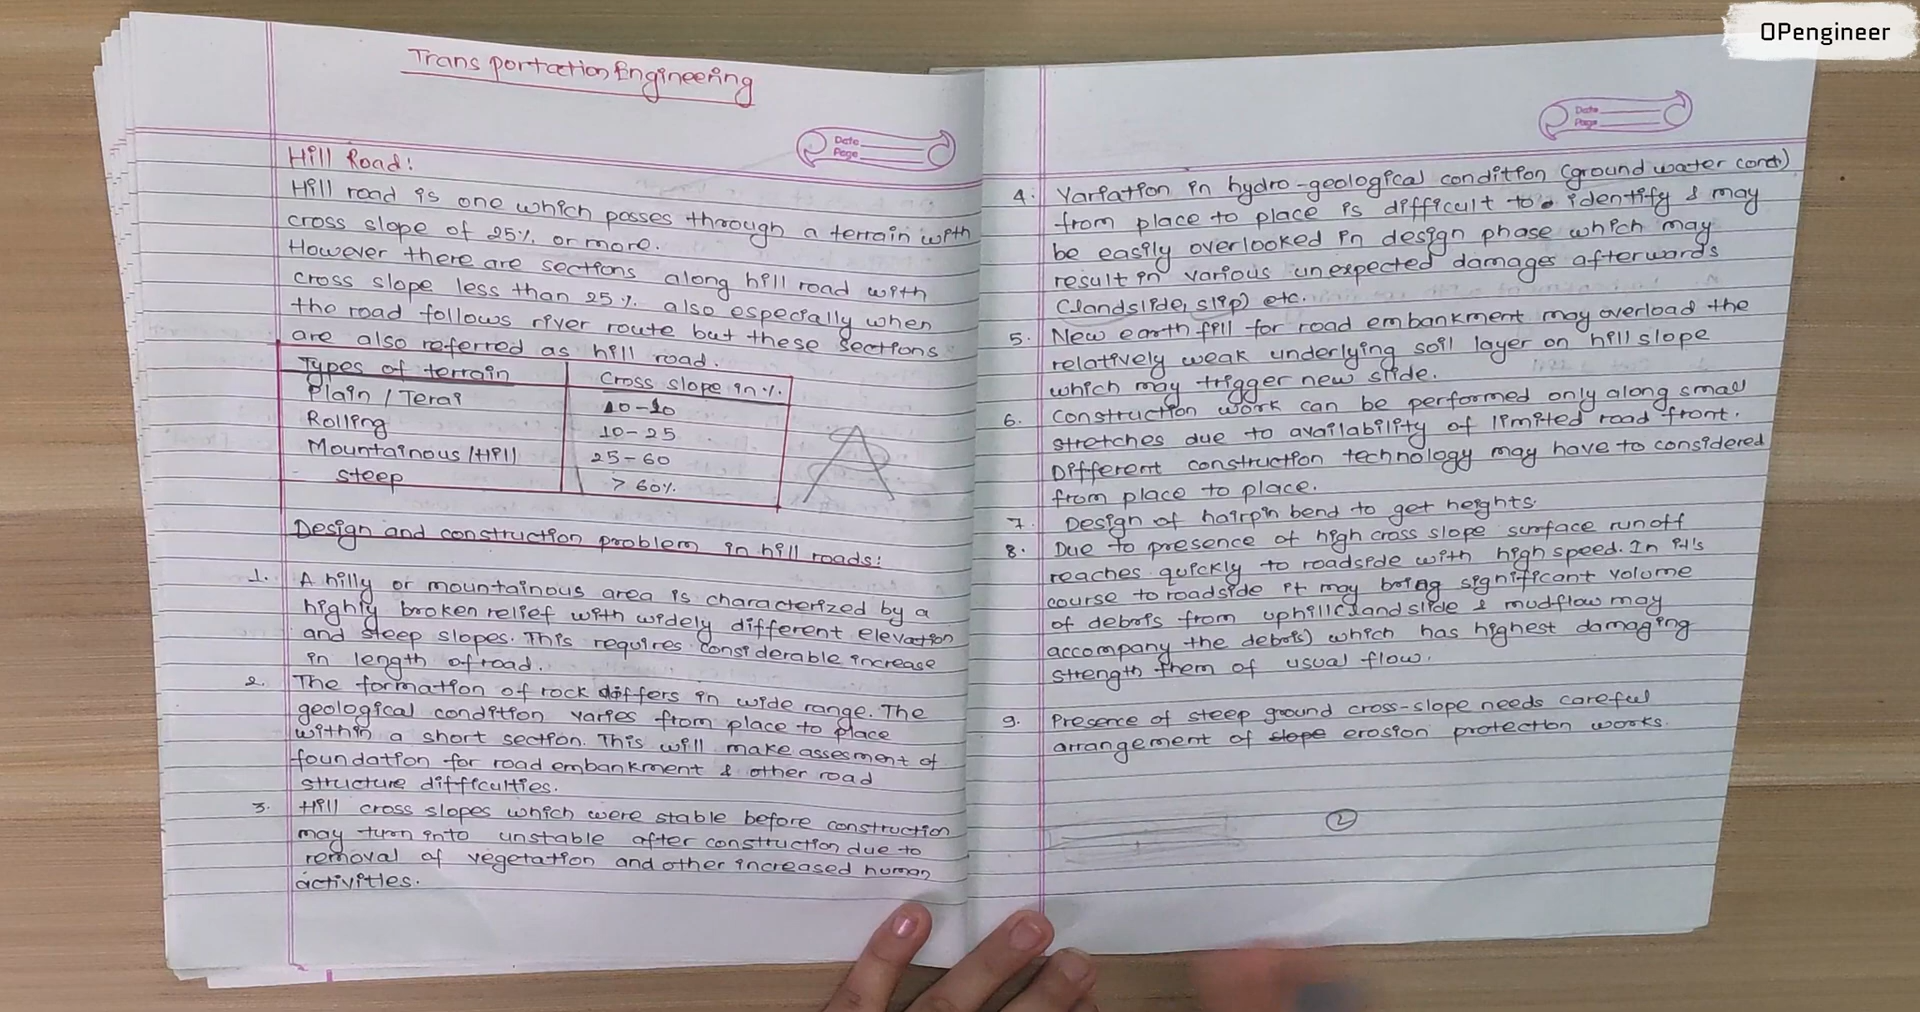 OPengineer
Transportation Engineering
Date
Page
Hill Road:
Hill road is one which passes through a terrain with
cross slope of 25% or more.
However there are sections along hill road with
cross slope less than 25% also especially when
the road follows river route but these sections
are also referred as hill road.
Types of terrain Cross slope in %.
Plain / Terai 10-10
Rolling 10-25
Mountainous /Hill 25-60
steep > 60%
Design and construction problem in hill roads:
1. A hilly or mountainous area is characterized by a
highly broken relief with widely different elevation
and steep slopes. This requires considerable increase
in length of road.
2. The formation of rock differs in wide range. The
geological condition varies from place to place
within a short section. This will make assesment of
foundation for road embankment & other road
structure difficulties.
3. Hill cross slopes which were stable before construction
may turn into unstable after construction due to
removal of vegetation and other increased human
activities.
Date
Page
4. Variation in hydro-geological condition (ground water cond)
from place to place is difficult to identify & may
be easily overlooked in design phase which may
result in various unexpected damages afterwards
(landslide, slip) etc.
5. New earth fill for road embankment may overload the
relatively weak underlying soil layer on hill slope
which may trigger new slide.
6. Construction work can be performed only along small
stretches due to availability of limited road front.
Different construction technology may have to considered
from place to place.
7. Design of hairpin bend to get heights.
8. Due to presence of high cross slope surface runoff
reaches quickly to roadside with high speed. In it's
course to roadside it may bring significant volume
of debris from uphill (landslide & mudflow may
accompany the debris) which has highest damaging
strength them of usual flow.
9. Presence of steep ground cross-slope needs careful
arrangement of slope erosion protection works.
2